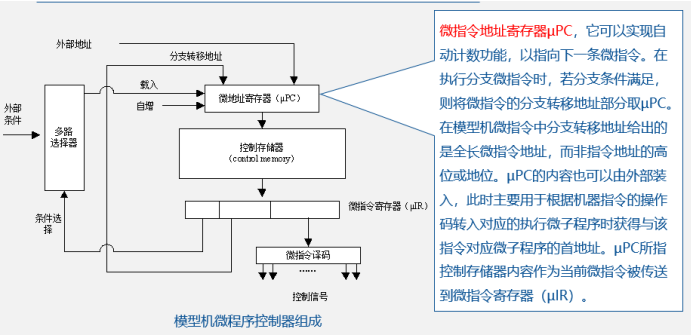 外部地址
分支转移地址
载入
自增
微地址寄存器（μPC）
外部
条件
多路
选择器
控制存储器
（control memory）
微指令寄存器（μIR）
条件选
择
微指令译码
……
控制信号
模型机微程序控制器组成
微指令地址寄存器μPC，它可以实现自
动计数功能，以指向下一条微指令。在
执行分支微指令时，若分支条件满足，
则将微指令的分支转移地址部分取μPC。
在模型机微指令中分支转移地址给出的
是全长微指令地址，而非指令地址的高
位或地位。μPC的内容也可以由外部装
入，此时主要用于根据机器指令的操作
码转入对应的执行微子程序时获得与该
指令对应微子程序的首地址。μPC所指
控制存储器内容作为当前微指令被传送
到微指令寄存器（μIR）。